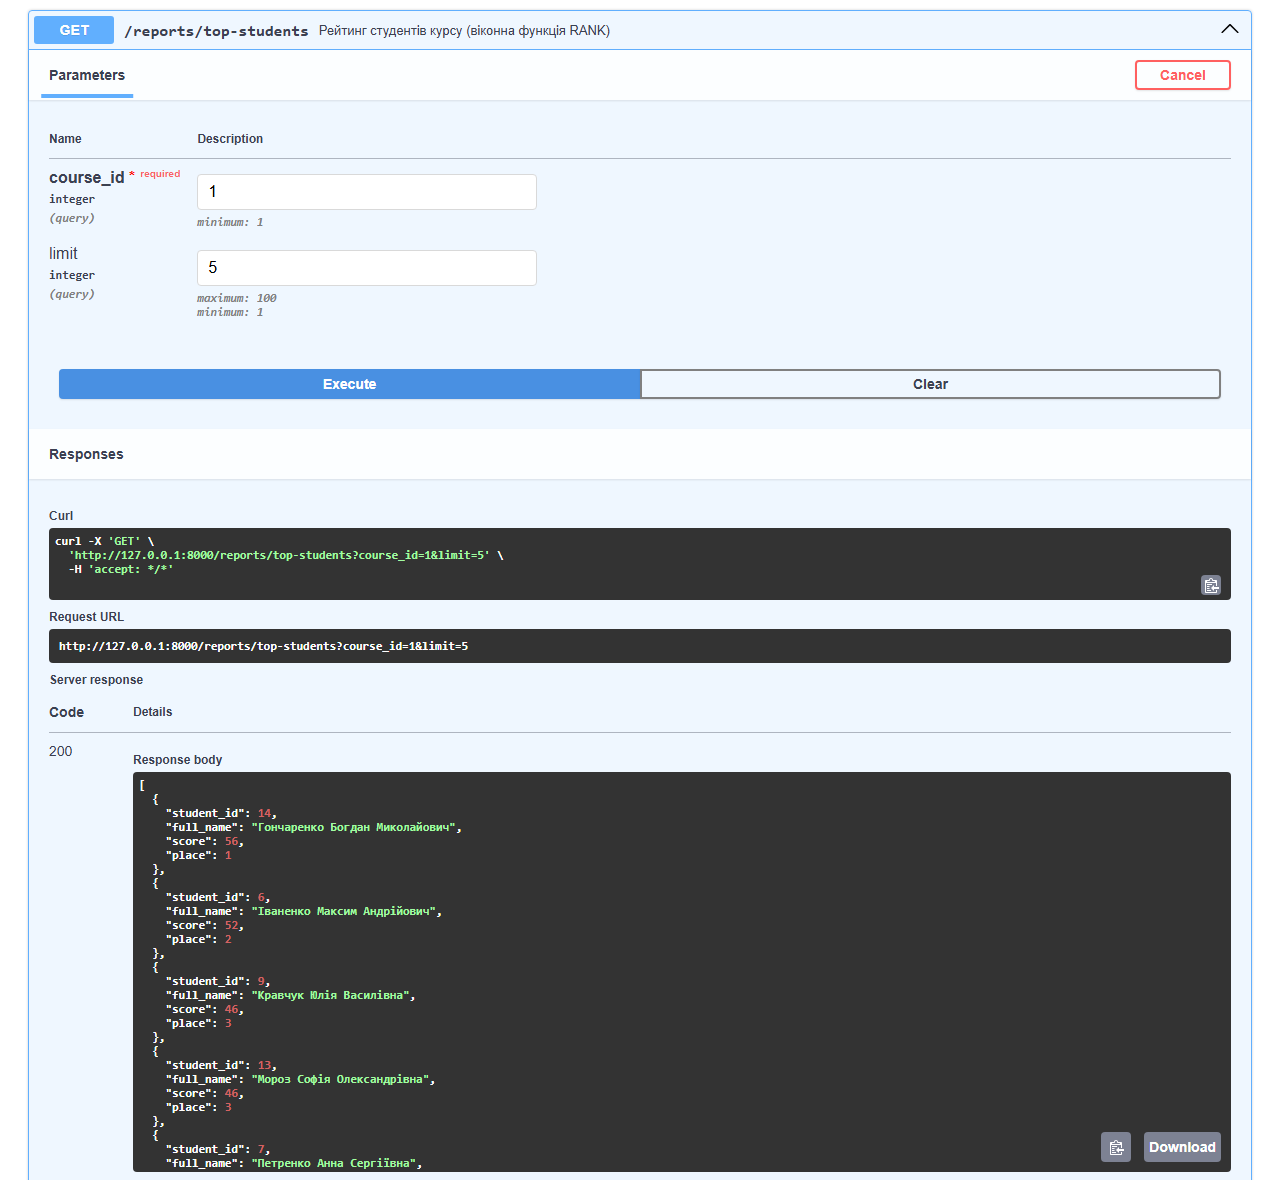 GET /reports/top-students Рейтинг студентів курсу (віконна функція RANK)
Parameters Cancel
Name Description
course_id * required
integer
(query)
1
minimum: 1
limit
integer
(query)
5
maximum: 100
minimum: 1
Execute Clear
Responses
Curl
curl -X 'GET' \
'http://127.0.0.1:8000/reports/top-students?course_id=1&limit=5' \
-H 'accept: */*'
Request URL
http://127.0.0.1:8000/reports/top-students?course_id=1&limit=5
Server response
Code Details
200
Response body
[
{
"student_id": 14,
"full_name": "Гончаренко Богдан Миколайович",
"score": 56,
"place": 1
},
{
"student_id": 6,
"full_name": "Іваненко Максим Андрійович",
"score": 52,
"place": 2
},
{
"student_id": 9,
"full_name": "Кравчук Юлія Василівна",
"score": 46,
"place": 3
},
{
"student_id": 13,
"full_name": "Мороз Софія Олександрівна",
"score": 46,
"place": 3
},
{
"student_id": 7,
"full_name": "Петренко Анна Сергіївна",
Download